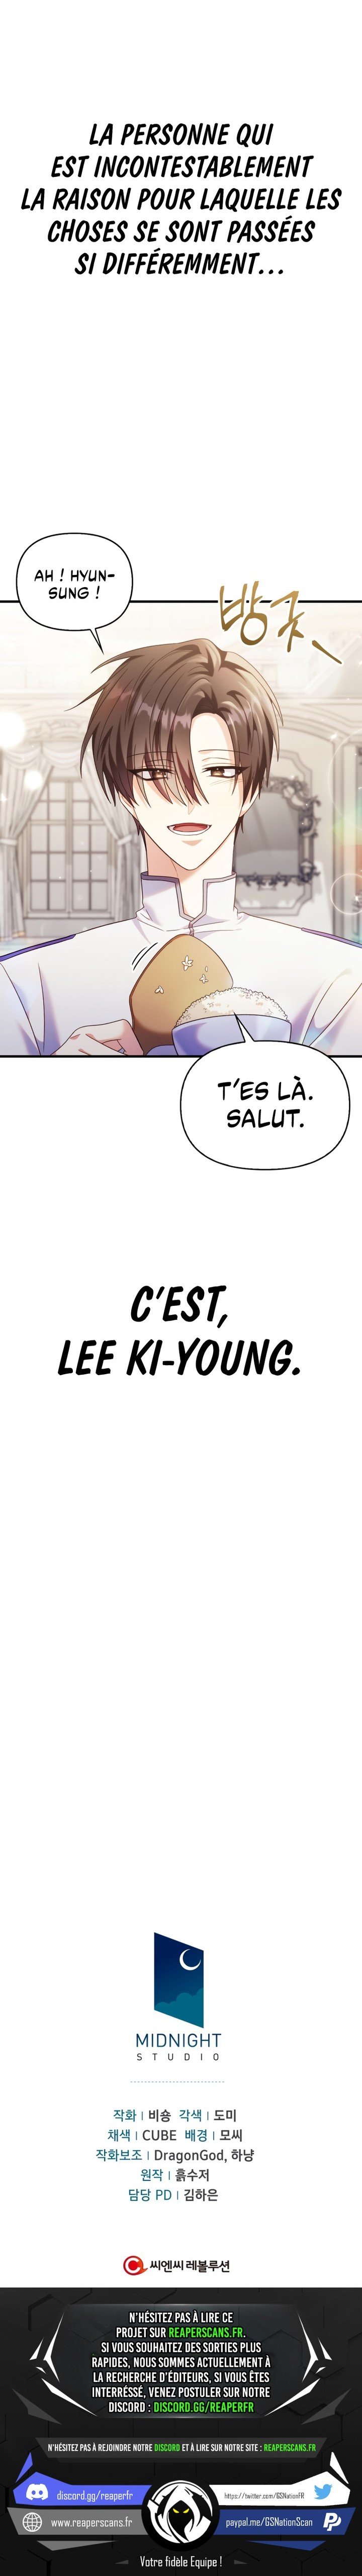 LA PERSONNE QUI
EST INCONTESTABLEMENT
LA RAISON POUR LAQUELLE LES
CHOSES SE SONT PASSÉES
SI DIFFÉREMMENT...
AH ! HYUN-
SUNG !
방긋
T'ES LÀ.
SALUT.
C'EST,
LEE KI-YOUNG.
MIDNIGHT
STUDIO
작화 | 비숑 각색 | 도미
채색 | CUBE 배경 | 모씨
작화보조 | DragonGod, 하냥
원작 | 흙수저
담당 PD | 김하은
씨엔씨 레볼루션
N'HÉSITEZ PAS À LIRE CE
PROJET SUR REAPERSCANS.FR.
SI VOUS SOUHAITEZ DES SORTIES PLUS
RAPIDES, NOUS SOMMES ACTUELLEMENT À
LA RECHERCHE D'ÉDITEURS, SI VOUS ÊTES
INTERRÉSSÉ, VENEZ POSTULER SUR NOTRE
DISCORD : DISCORD.GG/REAPERFR
N'HÉSITEZ PAS À REJOINDRE NOTRE DISCORD ET À LIRE SUR NOTRE SITE : REAPERSCANS.FR
discord.gg/reaperfr
https://twitter.com/GSNationFR
www.reaperscans.fr
paypal.me/GSNationScan
Votre fidèle Equipe !